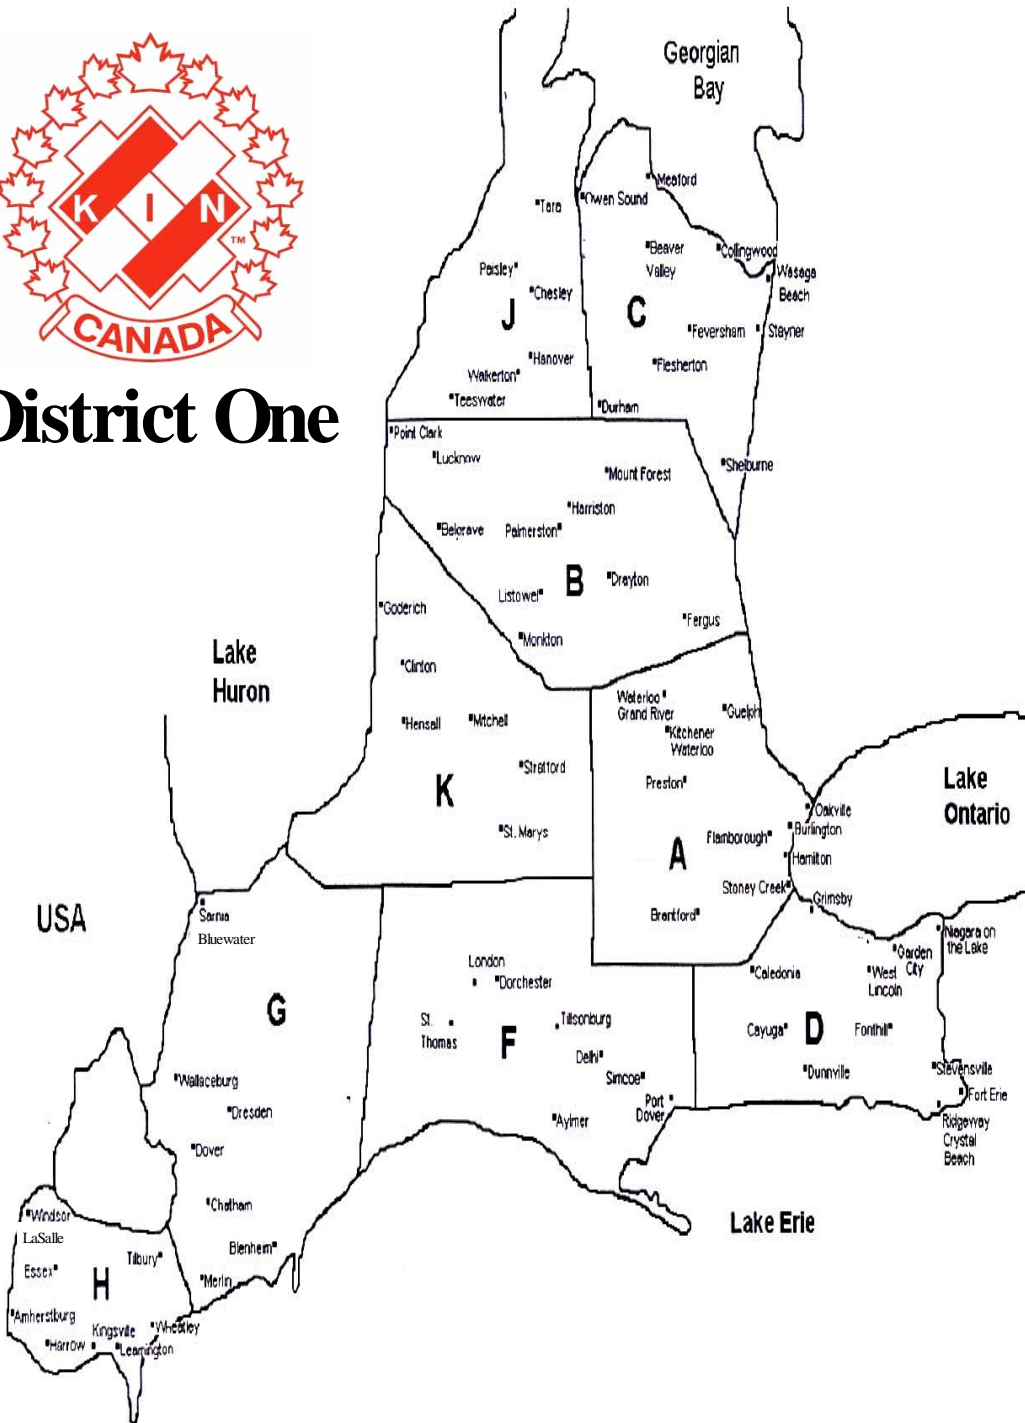 Georgian
Bay
K I N
™
CANADA
District One
Meaford
Owen Sound
Tara
Beaver
Valley
Collingwood
Wasaga
Beach
Paisley
Chesley
J
C
Feversham
Stayner
Hanover
Flesherton
Walkerton
Teeswater
Durham
Point Clark
Lucknow
Shelburne
Mount Forest
Harriston
Belgrave
Palmerston
B
Drayton
Listowel
Goderich
Fergus
Monkton
Lake
Huron
Clinton
Waterloo
Grand River
Guelph
Hensall
Mitchell
Kitchener
Waterloo
Stratford
Preston
K
Lake
Ontario
Oakville
Burlington
St. Marys
Flamborough
A
Hamilton
Stoney Creek
Grimsby
USA
Sarnia
Bluewater
Brantford
Niagara on
the Lake
Garden
City
London
Dorchester
Caledonia
West
Lincoln
G
St.
Thomas
F
Tillsonburg
Cayuga
D
Fonthill
Delhi
Simcoe
Dunnville
Stevensville
Wallaceburg
Fort Erie
Dresden
Port
Dover
Aylmer
Ridgeway
Crystal
Beach
Dover
Chatham
Windsor
LaSalle
Lake Erie
Blenheim
Tilbury
Essex
H
Merlin
Amherstburg
Kingsville
Wheatley
Harrow
Leamington